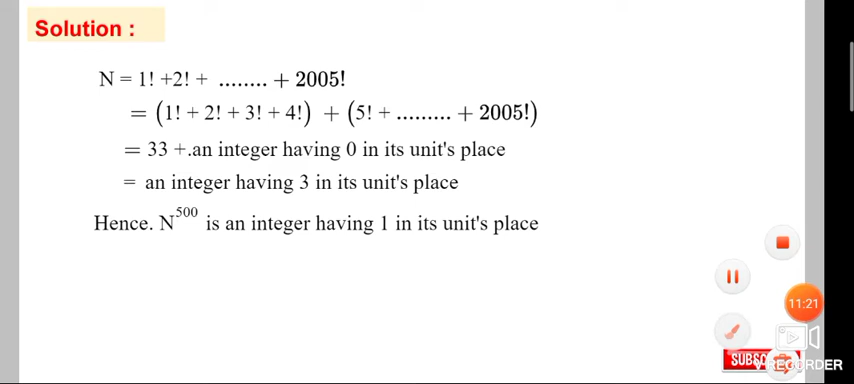 Solution :
N = 1! +2! + ........ + 2005!
= (1! + 2! + 3! + 4!) + (5! + ......... + 2005!)
= 33 +.an integer having 0 in its unit's place
= an integer having 3 in its unit's place
Hence. N^500 is an integer having 1 in its unit's place
11:21
RECORDER